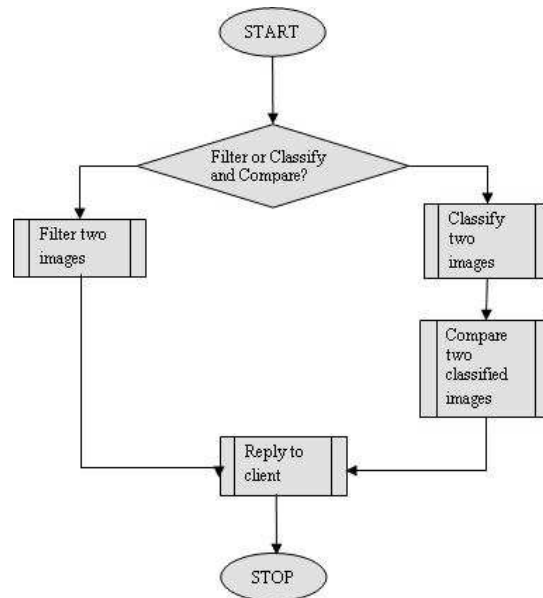 START
Filter or Classify
and Compare?
Filter two
images
Classify
two
images
Compare
two
classified
images
Reply to
client
STOP